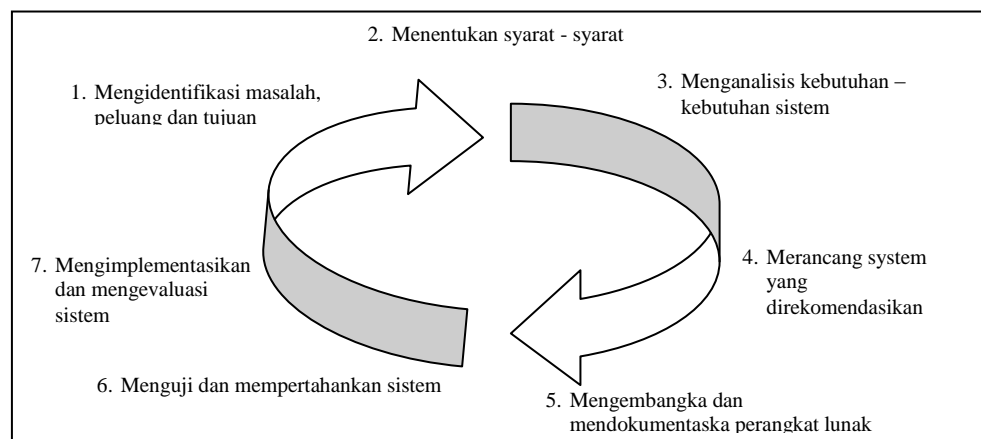 2. Menentukan syarat - syarat
1. Mengidentifikasi masalah,
peluang dan tujuan
3. Menganalisis kebutuhan –
kebutuhan sistem
4. Merancang system
yang
direkomendasikan
5. Mengembangka dan
mendokumentaska perangkat lunak
6. Menguji dan mempertahankan sistem
7. Mengimplementasikan
dan mengevaluasi
sistem